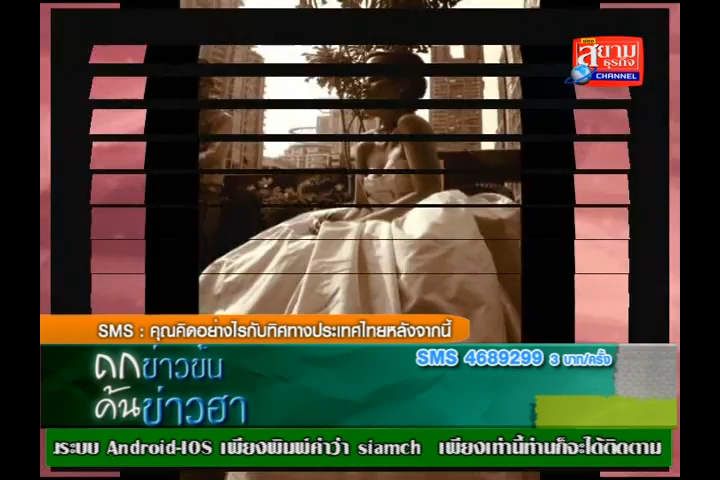 ช่อง
สยาม
ธุรกิจ
CHANNEL
SMS : คุณคิดอย่างไรกับทิศทางประเทศไทยหลังจากนี้
SMS 4689299 3 บาท/ครั้ง
ถกข่าวข้น
ค้นข่าวฮา
ระบบ Android-IOS เพียงพิมพ์คำว่า siamch เพียงเท่านี้ท่านก็จะได้ติดตาม